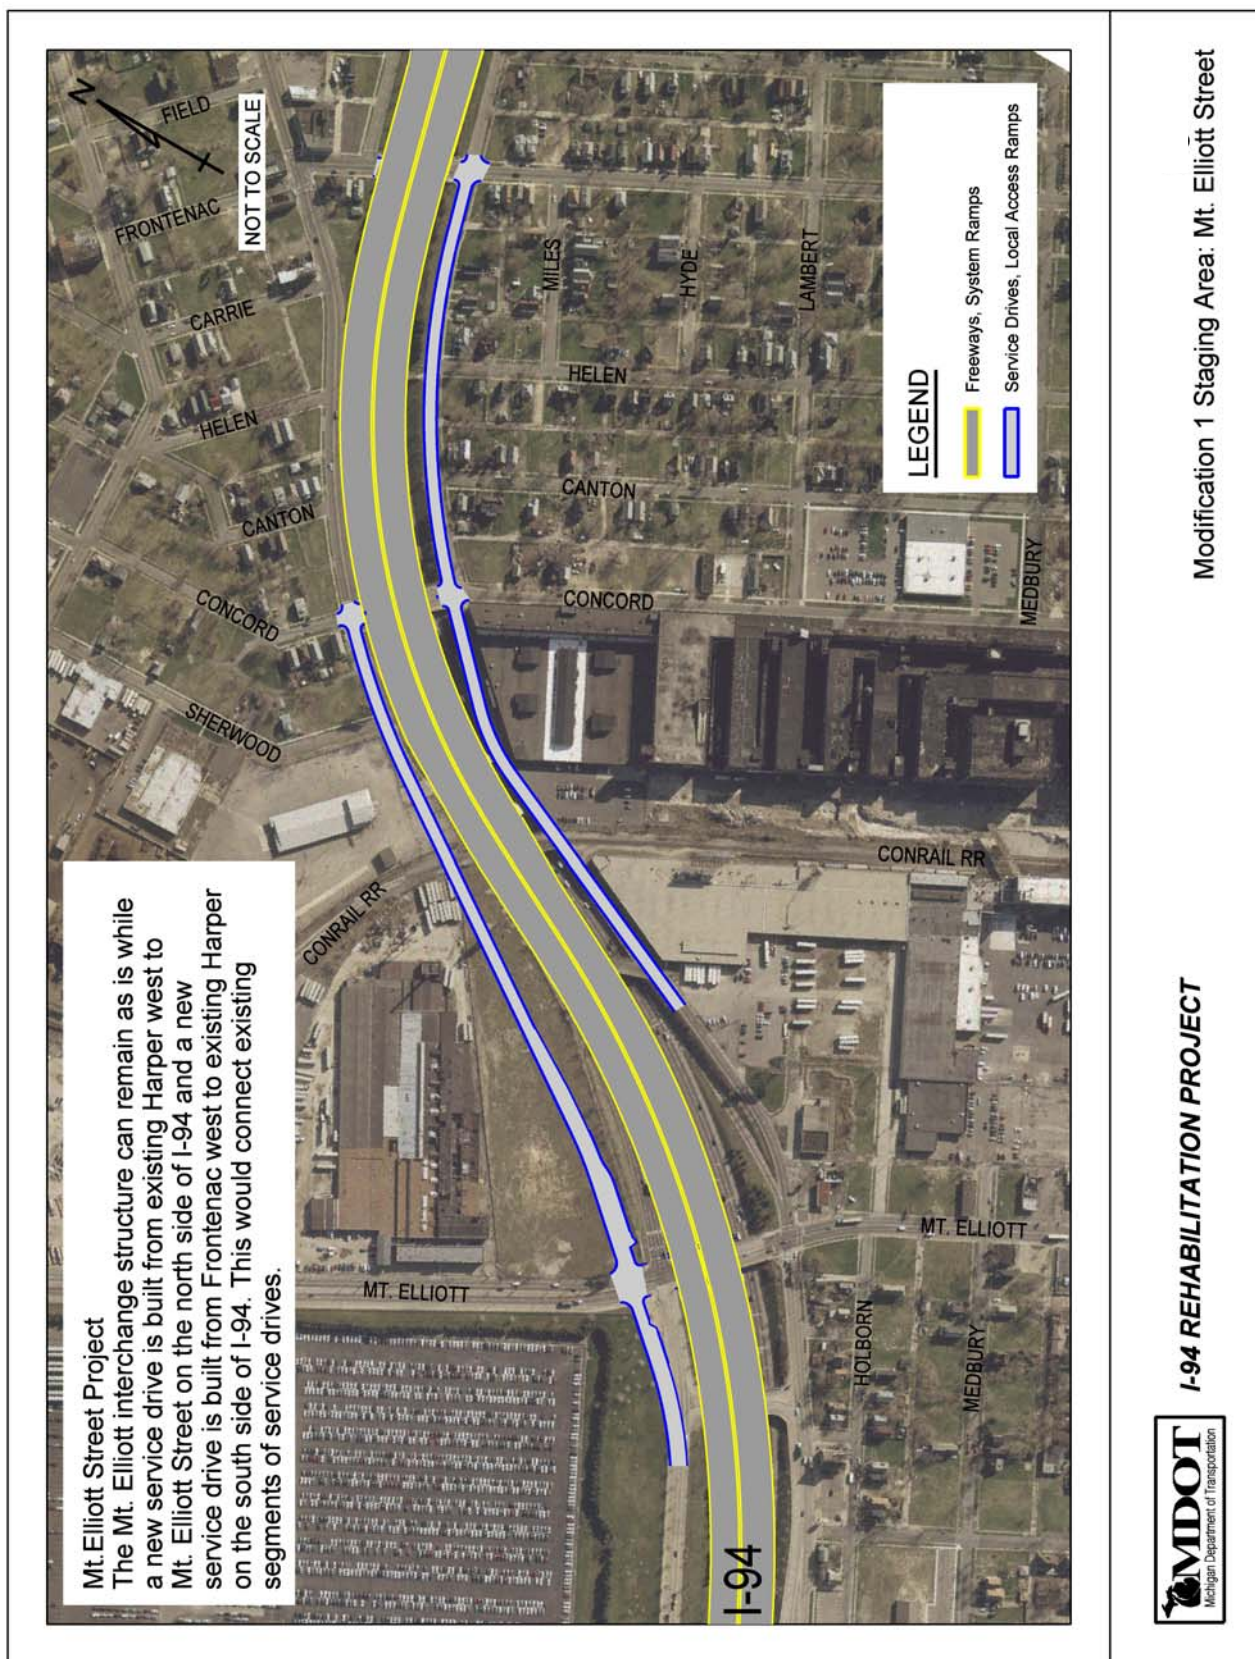 Mt.Elliott Street Project
The Mt. Elliott interchange structure can remain as is while
a new service drive is built from existing Harper west to
Mt. Elliott Street on the north side of I-94 and a new
service drive is built from Frontenac west to existing Harper
on the south side of I-94. This would connect existing
segments of service drives.
N
NOT TO SCALE
FIELD
FRONTENAC
CARRIE
HELEN
CANTON
CONCORD
SHERWOOD
CONRAIL RR
MT. ELLIOTT
I-94
MILES
HYDE
LAMBERT
HELEN
CANTON
CONCORD
MEDBURY
CONRAIL RR
MT. ELLIOTT
HOLBORN
MEDBURY
LEGEND
Freeways, System Ramps
Service Drives, Local Access Ramps
MDOT
Michigan Department of Transportation
I-94 REHABILITATION PROJECT
Modification 1 Staging Area: Mt. Elliott Street